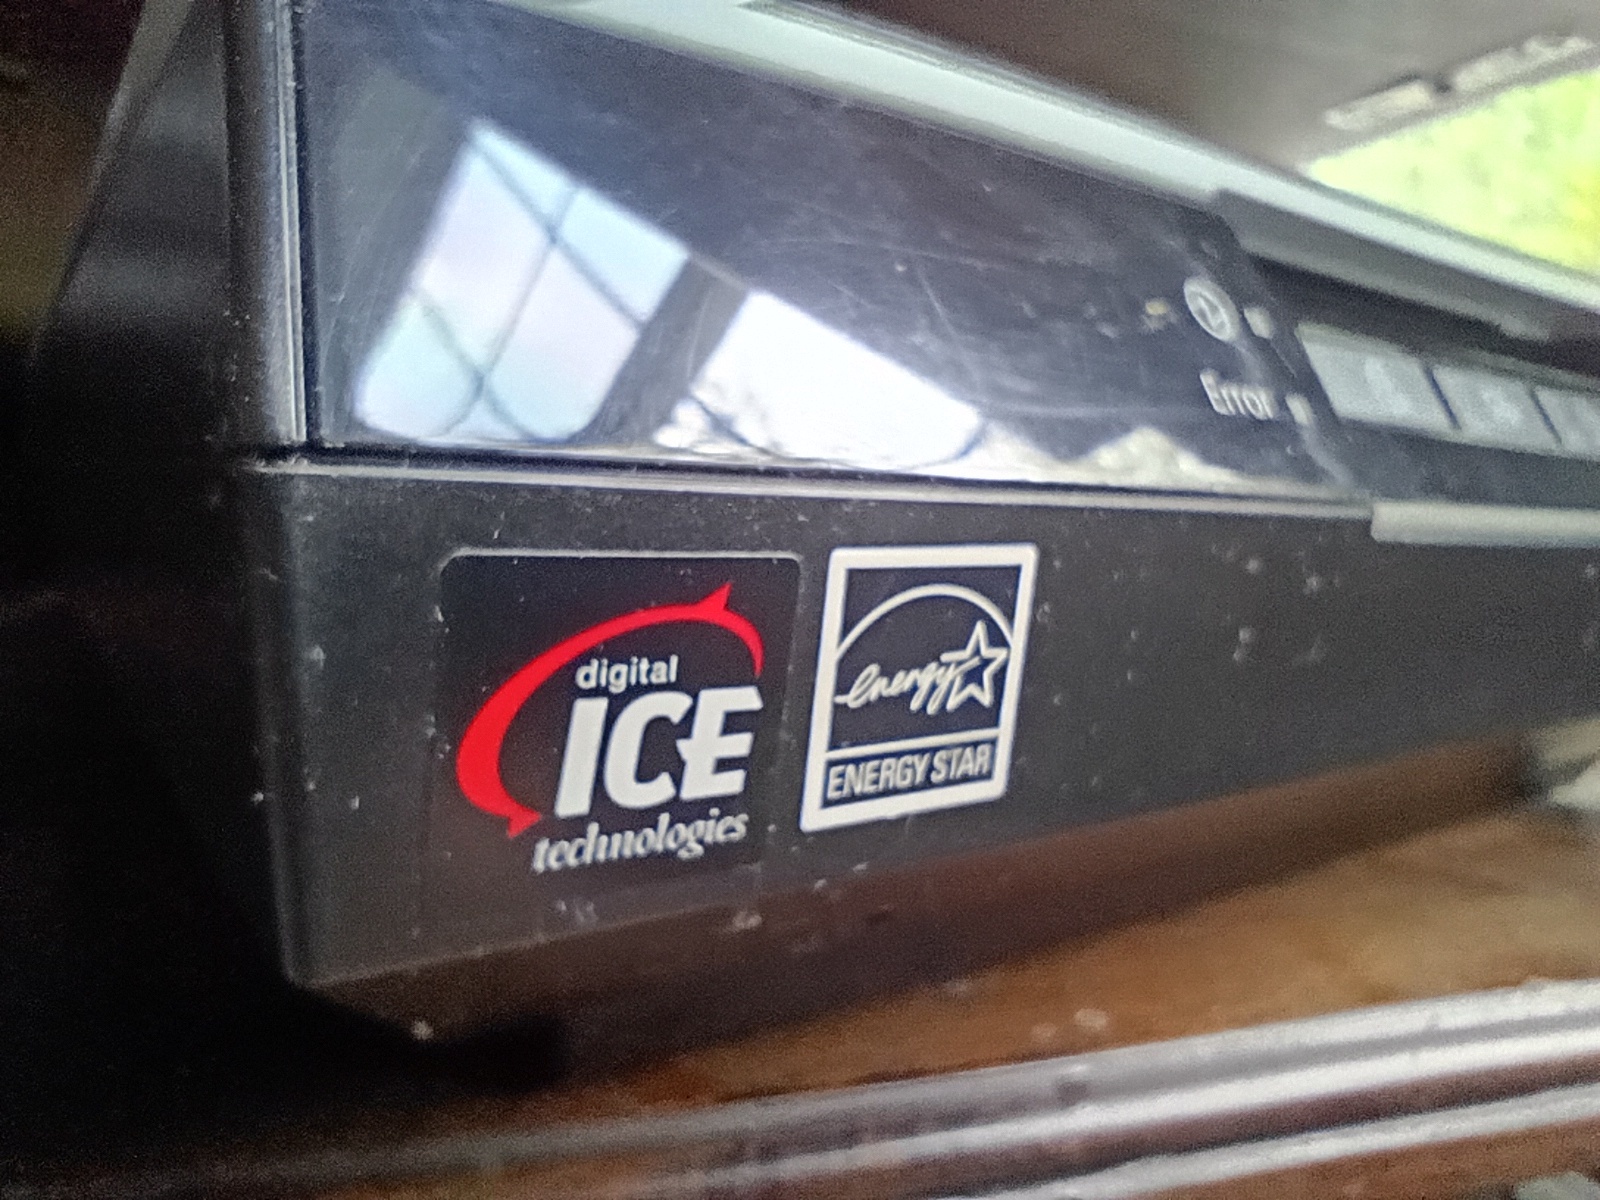 Error
digital
ICE
technologies
energy
ENERGY STAR